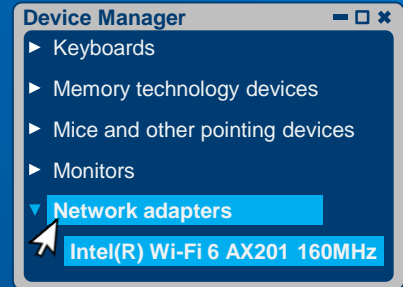 Device Manager
Keyboards
Memory technology devices
Mice and other pointing devices
Monitors
Network adapters
Intel(R) Wi-Fi 6 AX201 160MHz